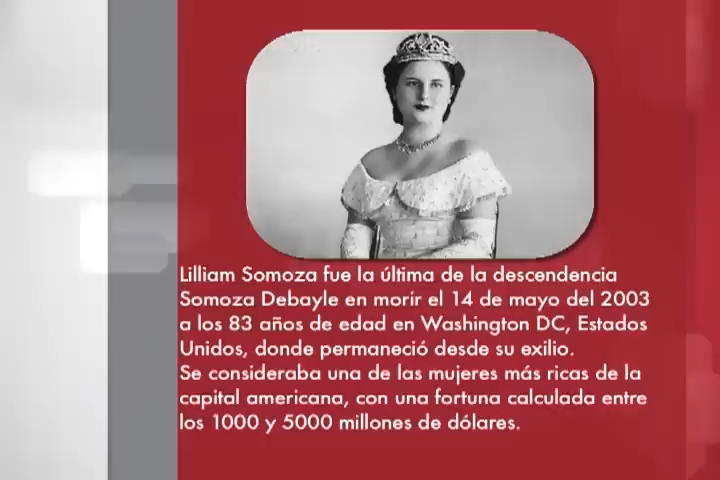 Lilliam Somoza fue la última de la descendencia
Somoza Debayle en morir el 14 de mayo del 2003
a los 83 años de edad en Washington DC, Estados
Unidos, donde permaneció desde su exilio.
Se consideraba una de las mujeres más ricas de la
capital americana, con una fortuna calculada entre
los 1000 y 5000 millones de dólares.